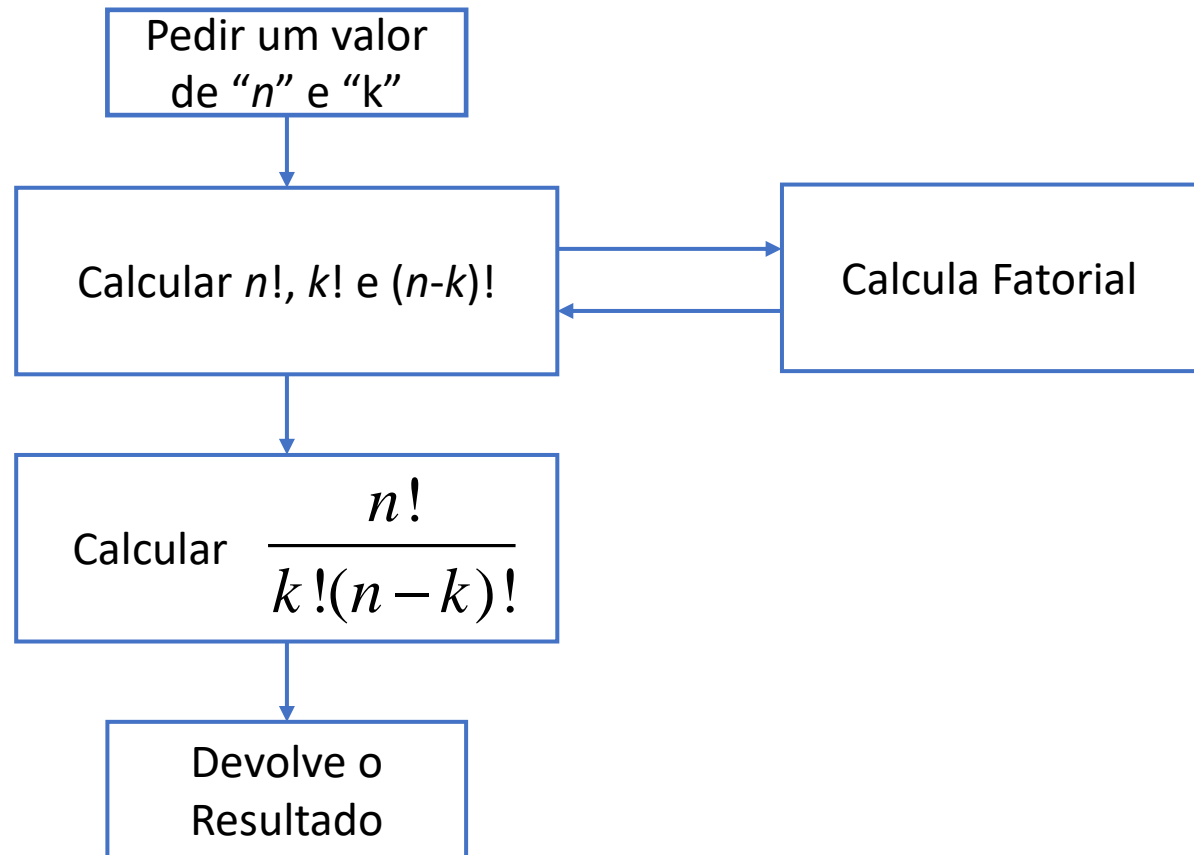 Pedir um valor
de “n” e “k”
Calcular n!, k! e (n-k)!
Calcula Fatorial
Calcular
n!
k!(n−k)!
Devolve o
Resultado